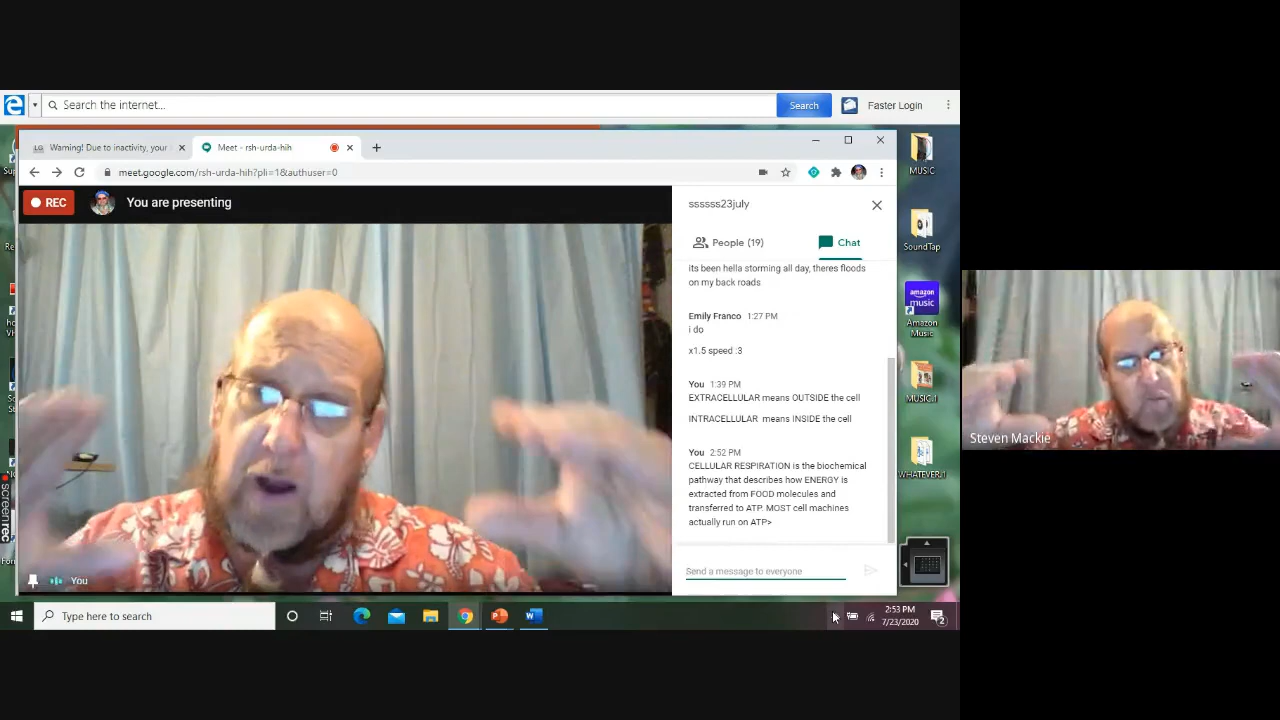 Search the internet...
Search
Faster Login
Warning! Due to inactivity, your
Meet - rsh-urda-hih
meet.google.com/rsh-urda-hih?pli=1&authuser=0
REC
You are presenting
ssssss23july
People (19)
Chat
its been hella storming all day, theres floods
on my back roads
Emily Franco 1:27 PM
i do
x1.5 speed :3
You 1:39 PM
EXTRACELLULAR means OUTSIDE the cell
INTRACELLULAR means INSIDE the cell
You 2:52 PM
CELLULAR RESPIRATION is the biochemical
pathway that describes how ENERGY is
extracted from FOOD molecules and
transferred to ATP. MOST cell machines
actually run on ATP>
Send a message to everyone
You
MUSIC
SoundTap
amazon
music
Amazon
Music
MUSIC.1
WHATEVER.1
screenrec
Type here to search
2:53 PM
7/23/2020
2
Steven Mackie